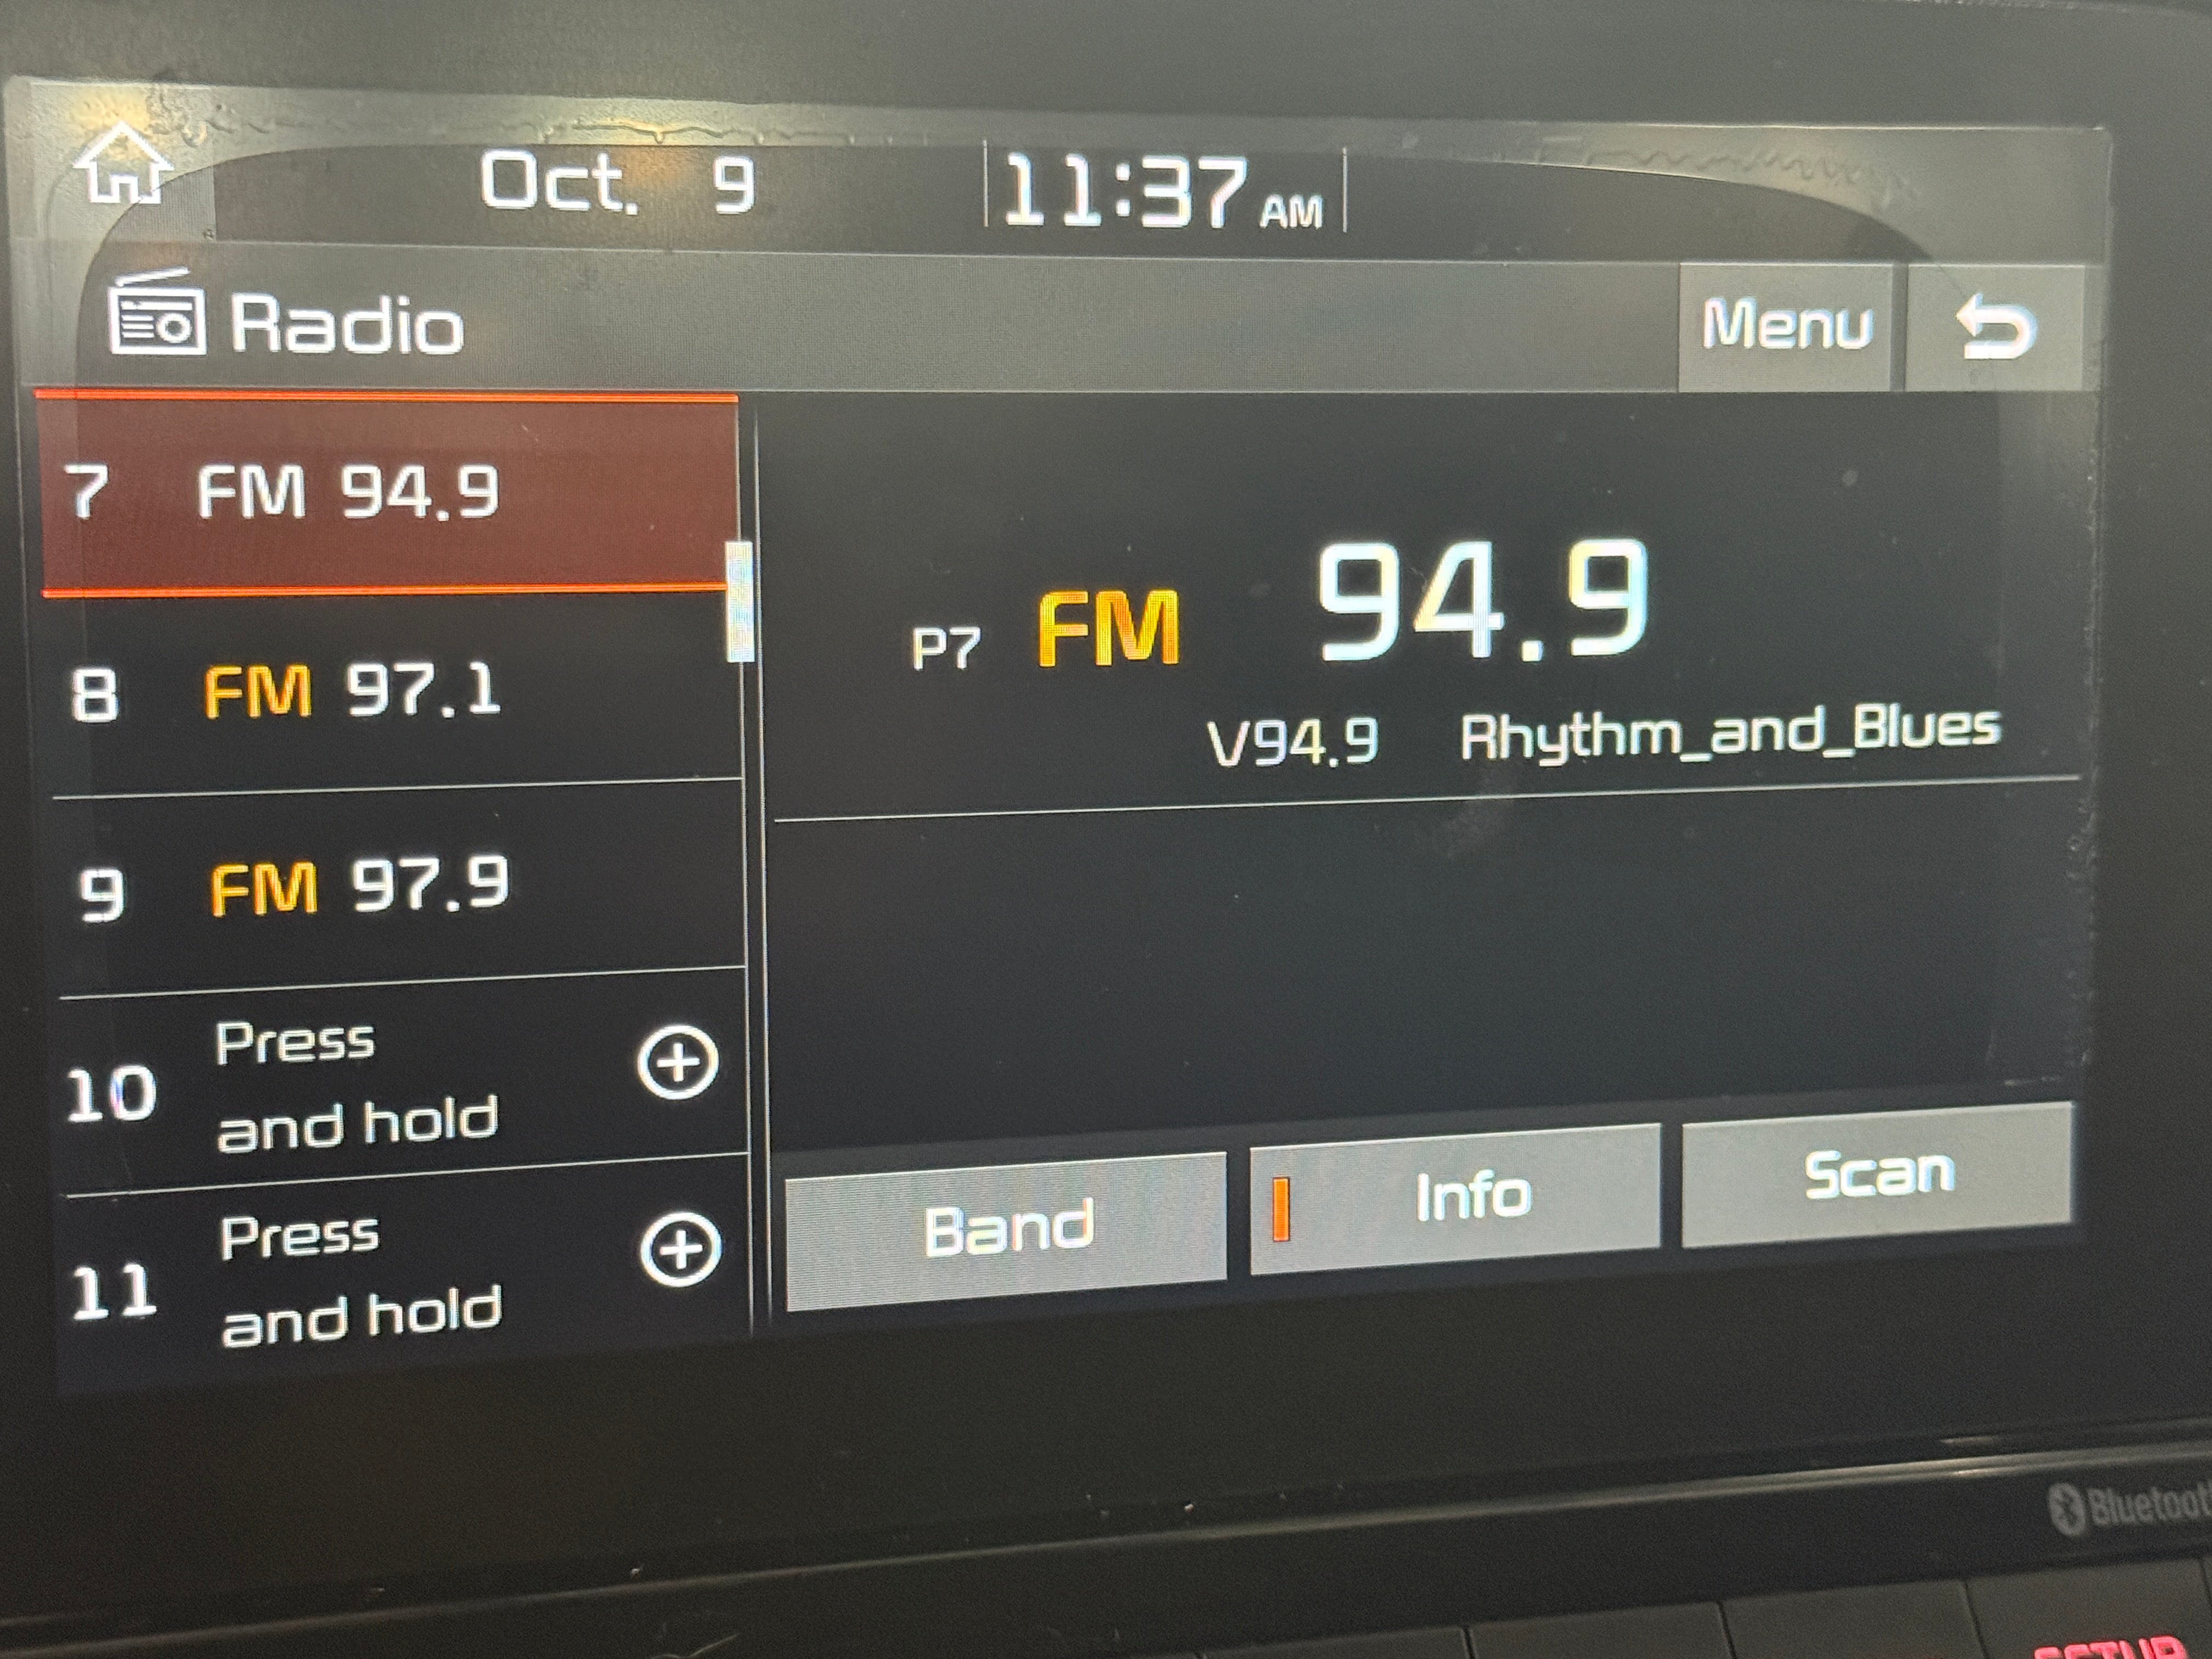 Oct. 9 11:37 AM
Radio Menu
7 FM 94.9
8 FM 97.1
9 FM 97.9
10 Press
and hold
11 Press
and hold
P7 FM 94.9
V94.9 Rhythm_and_Blues
Band Info Scan
SETUP